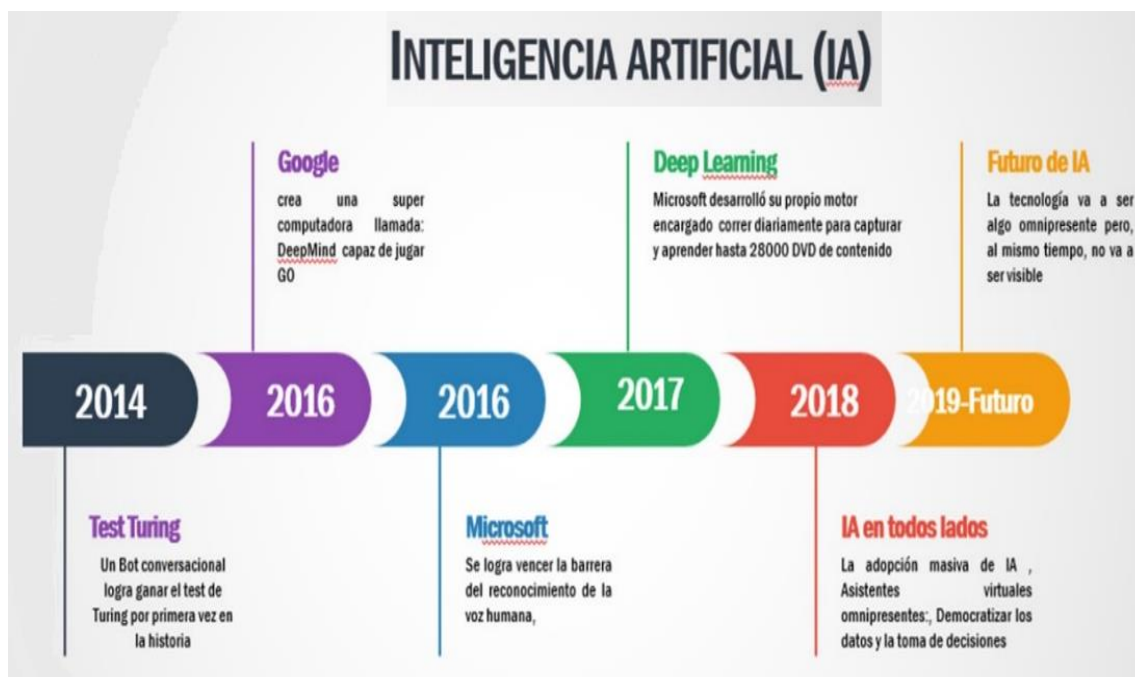 INTELIGENCIA ARTIFICIAL (IA)
Google
crea una super
computadora llamada:
DeepMind capaz de jugar
GO
Deep Learning
Microsoft desarrolló su propio motor
encargado correr diariamente para capturar
y aprender hasta 28000 DVD de contenido
Futuro de IA
La tecnología va a ser
algo omnipresente pero,
al mismo tiempo, no va a
ser visible
2014
2016
2016
2017
2018
2019-Futuro
Test Turing
Un Bot conversacional
logra ganar el test de
Turing por primera vez en
la historia
Microsoft
Se logra vencer la barrera
del reconocimiento de la
voz humana,
IA en todos lados
La adopción masiva de IA ,
Asistentes virtuales
omnipresentes:, Democratizar los
datos y la toma de decisiones